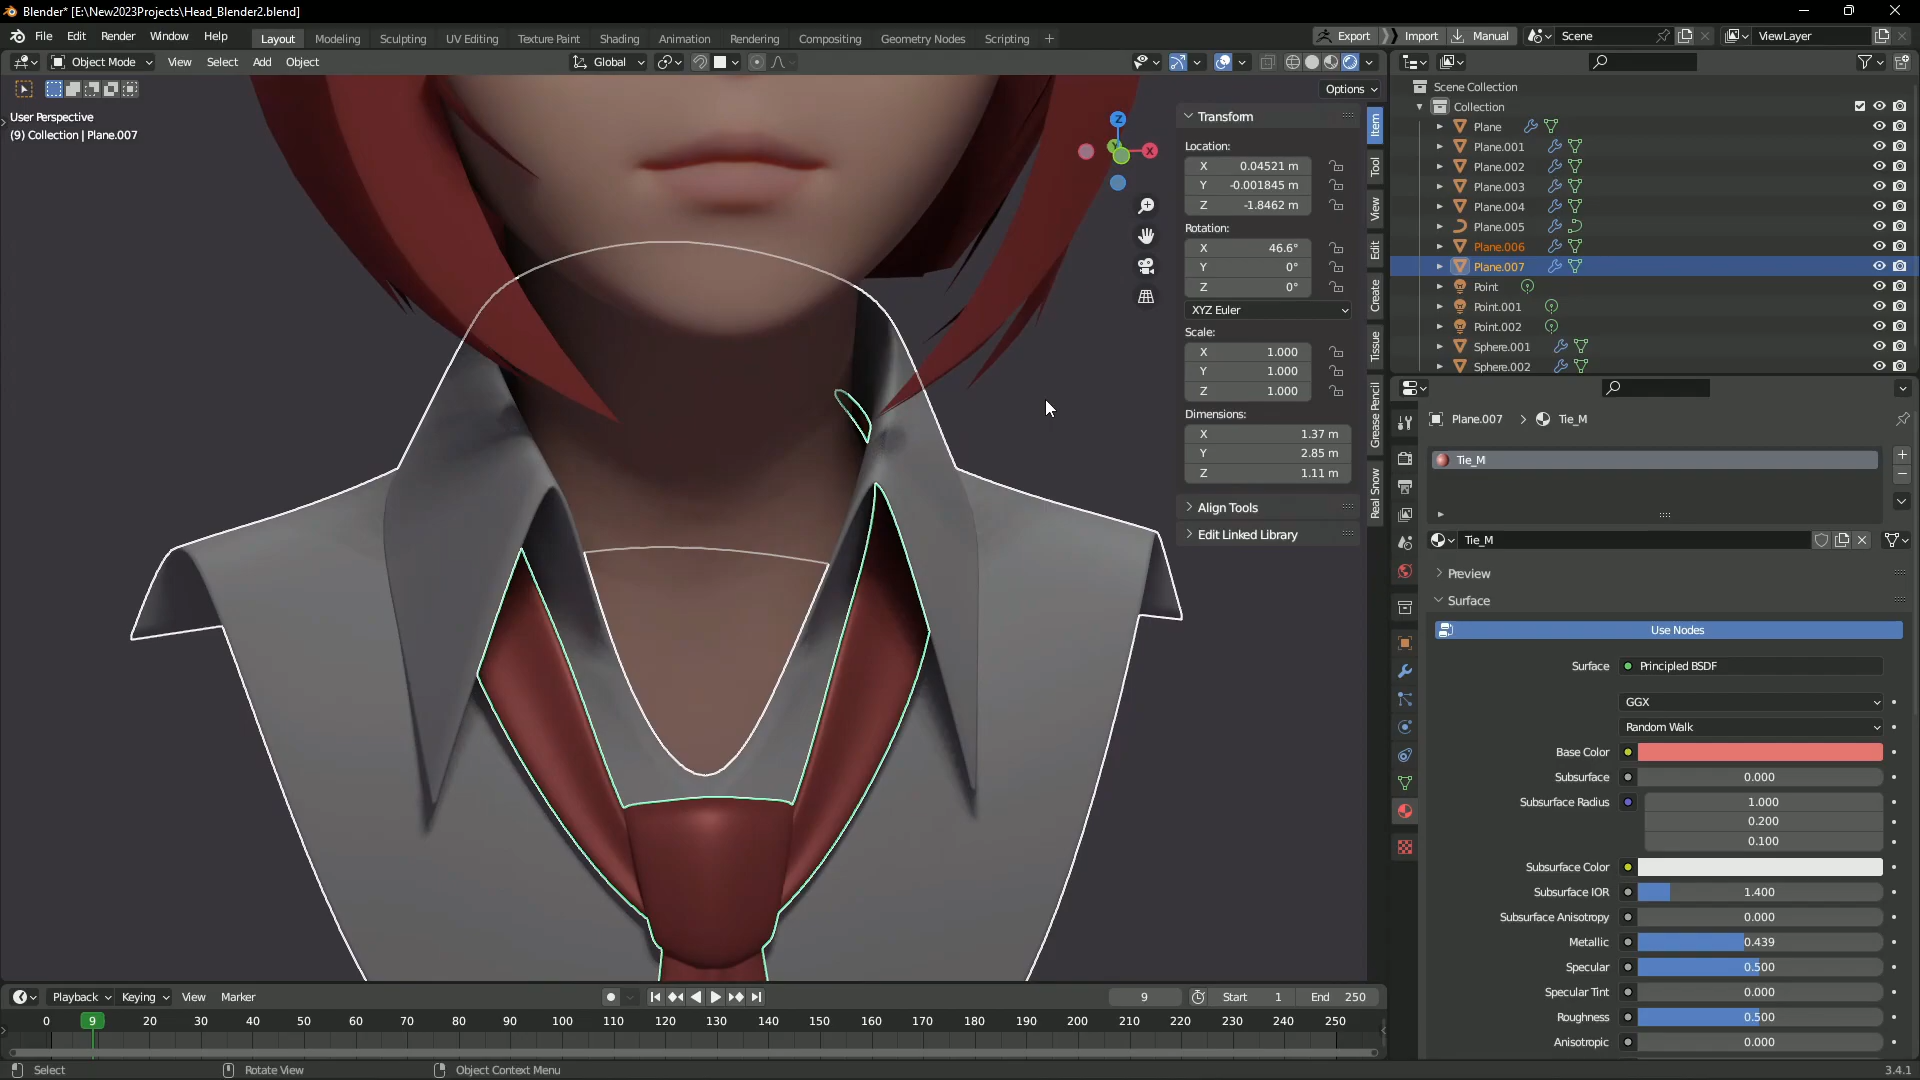 Blender* [E:\New2023Projects\Head_Blender2.blend]
File Edit Render Window Help Layout Modeling Sculpting UV Editing Texture Paint Shading Animation Rendering Compositing Geometry Nodes Scripting + Export Import Manual Scene ViewLayer
Object Mode View Select Add Object Global
Options
User Perspective
(9) Collection | Plane.007
Z
Y
X
Transform
Location:
X 0.04521 m
Y -0.001845 m
Z -1.8462 m
Rotation:
X 46.6°
Y 0°
Z 0°
XYZ Euler
Scale:
X 1.000
Y 1.000
Z 1.000
Dimensions:
X 1.37 m
Y 2.85 m
Z 1.11 m
Align Tools
Edit Linked Library
Item
Tool
View
Edit
Create
Tissue
Grease Pencil
Real Snow
Scene Collection
Collection
Plane
Plane.001
Plane.002
Plane.003
Plane.004
Plane.005
Plane.006
Plane.007
Point
Point.001
Point.002
Sphere.001
Sphere.002
Plane.007 > Tie_M
Tie_M
Tie_M
Preview
Surface
Use Nodes
Surface Principled BSDF
GGX
Random Walk
Base Color
Subsurface 0.000
Subsurface Radius 1.000
0.200
0.100
Subsurface Color
Subsurface IOR 1.400
Subsurface Anisotropy 0.000
Metallic 0.439
Specular 0.500
Specular Tint 0.000
Roughness 0.500
Anisotropic 0.000
Playback Keying View Marker 9 Start 1 End 250
0 9 20 30 40 50 60 70 80 90 100 110 120 130 140 150 160 170 180 190 200 210 220 230 240 250
Select Rotate View Object Context Menu 3.4.1